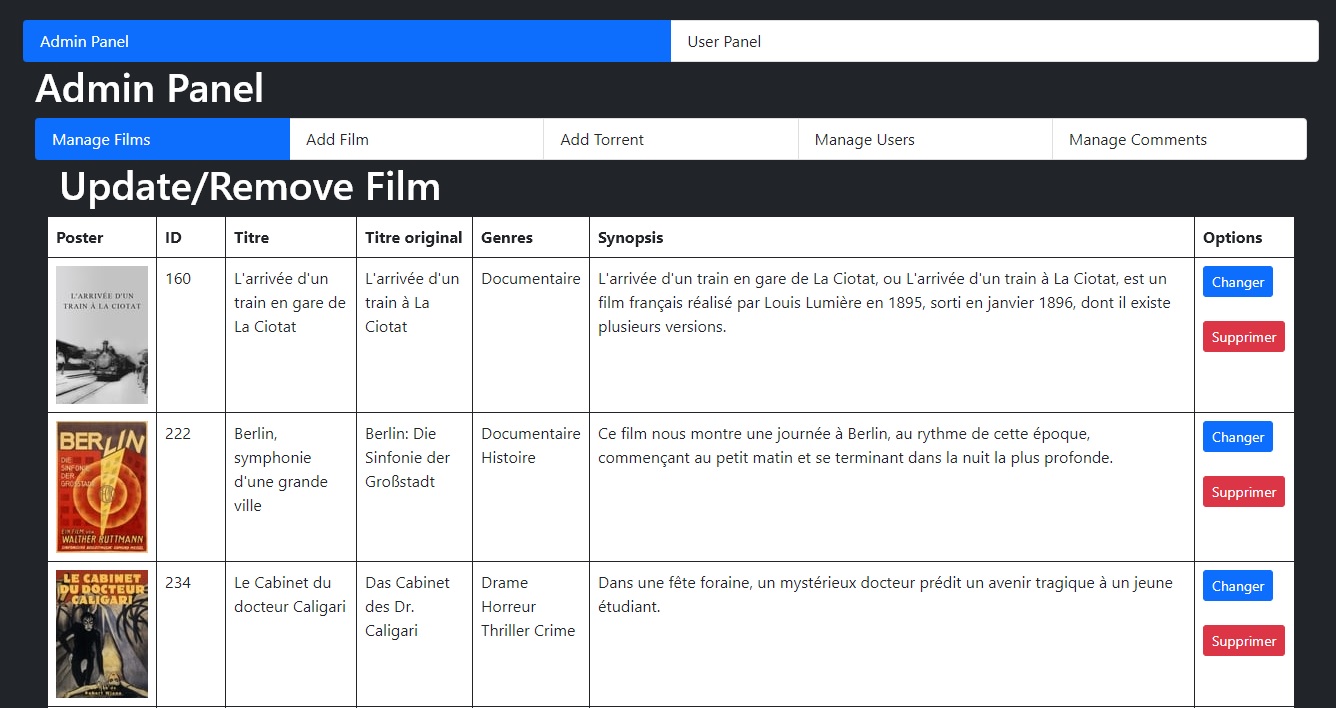 Admin Panel
User Panel
Admin Panel
Manage Films
Add Film
Add Torrent
Manage Users
Manage Comments
Update/Remove Film
Poster
ID
Titre
Titre original
Genres
Synopsis
Options
L'ARRIVÉE D'UN
TRAIN À LA CIOTAT
160
L'arrivée d'un
train en gare de
La Ciotat
L'arrivée d'un
train à La
Ciotat
Documentaire
L'arrivée d'un train en gare de La Ciotat, ou L'arrivée d'un train à La Ciotat, est un
film français réalisé par Louis Lumière en 1895, sorti en janvier 1896, dont il existe
plusieurs versions.
Changer
Supprimer
BERLIN
DIE
SINFONIE
DER
GROSSTADT
EIN FILM VON
WALTHER RUTTMANN
222
Berlin,
symphonie
d'une grande
ville
Berlin: Die
Sinfonie der
Großstadt
Documentaire
Histoire
Ce film nous montre une journée à Berlin, au rythme de cette époque,
commençant au petit matin et se terminant dans la nuit la plus profonde.
Changer
Supprimer
LE CABINET
DU DOCTEUR
CALIGARI
234
Le Cabinet du
docteur Caligari
Das Cabinet
des Dr.
Caligari
Drame
Horreur
Thriller Crime
Dans une fête foraine, un mystérieux docteur prédit un avenir tragique à un jeune
étudiant.
Changer
Supprimer